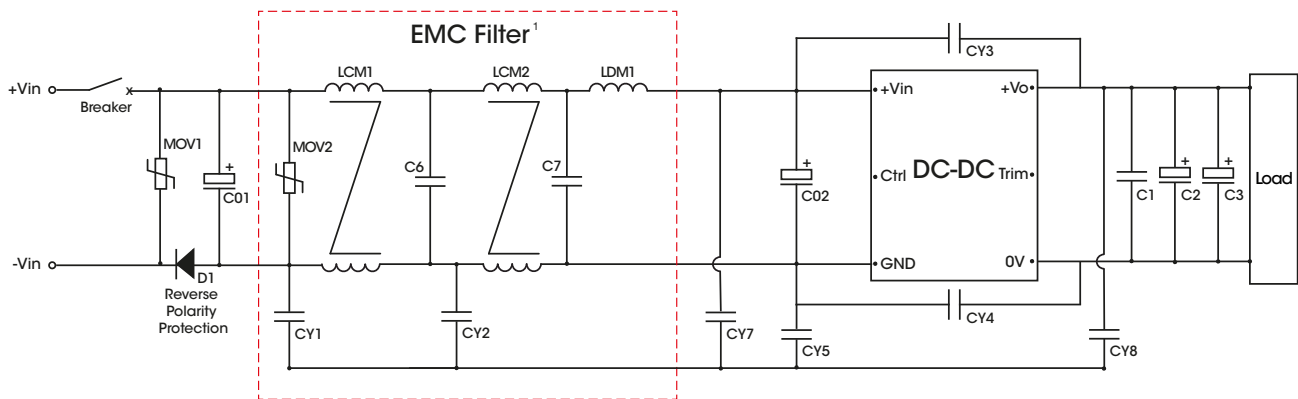 EMC Filter¹
CY3
LCM1
LCM2
LDM1
+Vin
Breaker
+Vin
+Vo
MOV1
MOV2
+
C01
C6
C7
+
C02
Ctrl
DC-DC
Trim
C1
+
C2
+
C3
Load
-Vin
D1
Reverse
Polarity
Protection
GND
0V
CY1
CY2
CY7
CY5
CY4
CY8